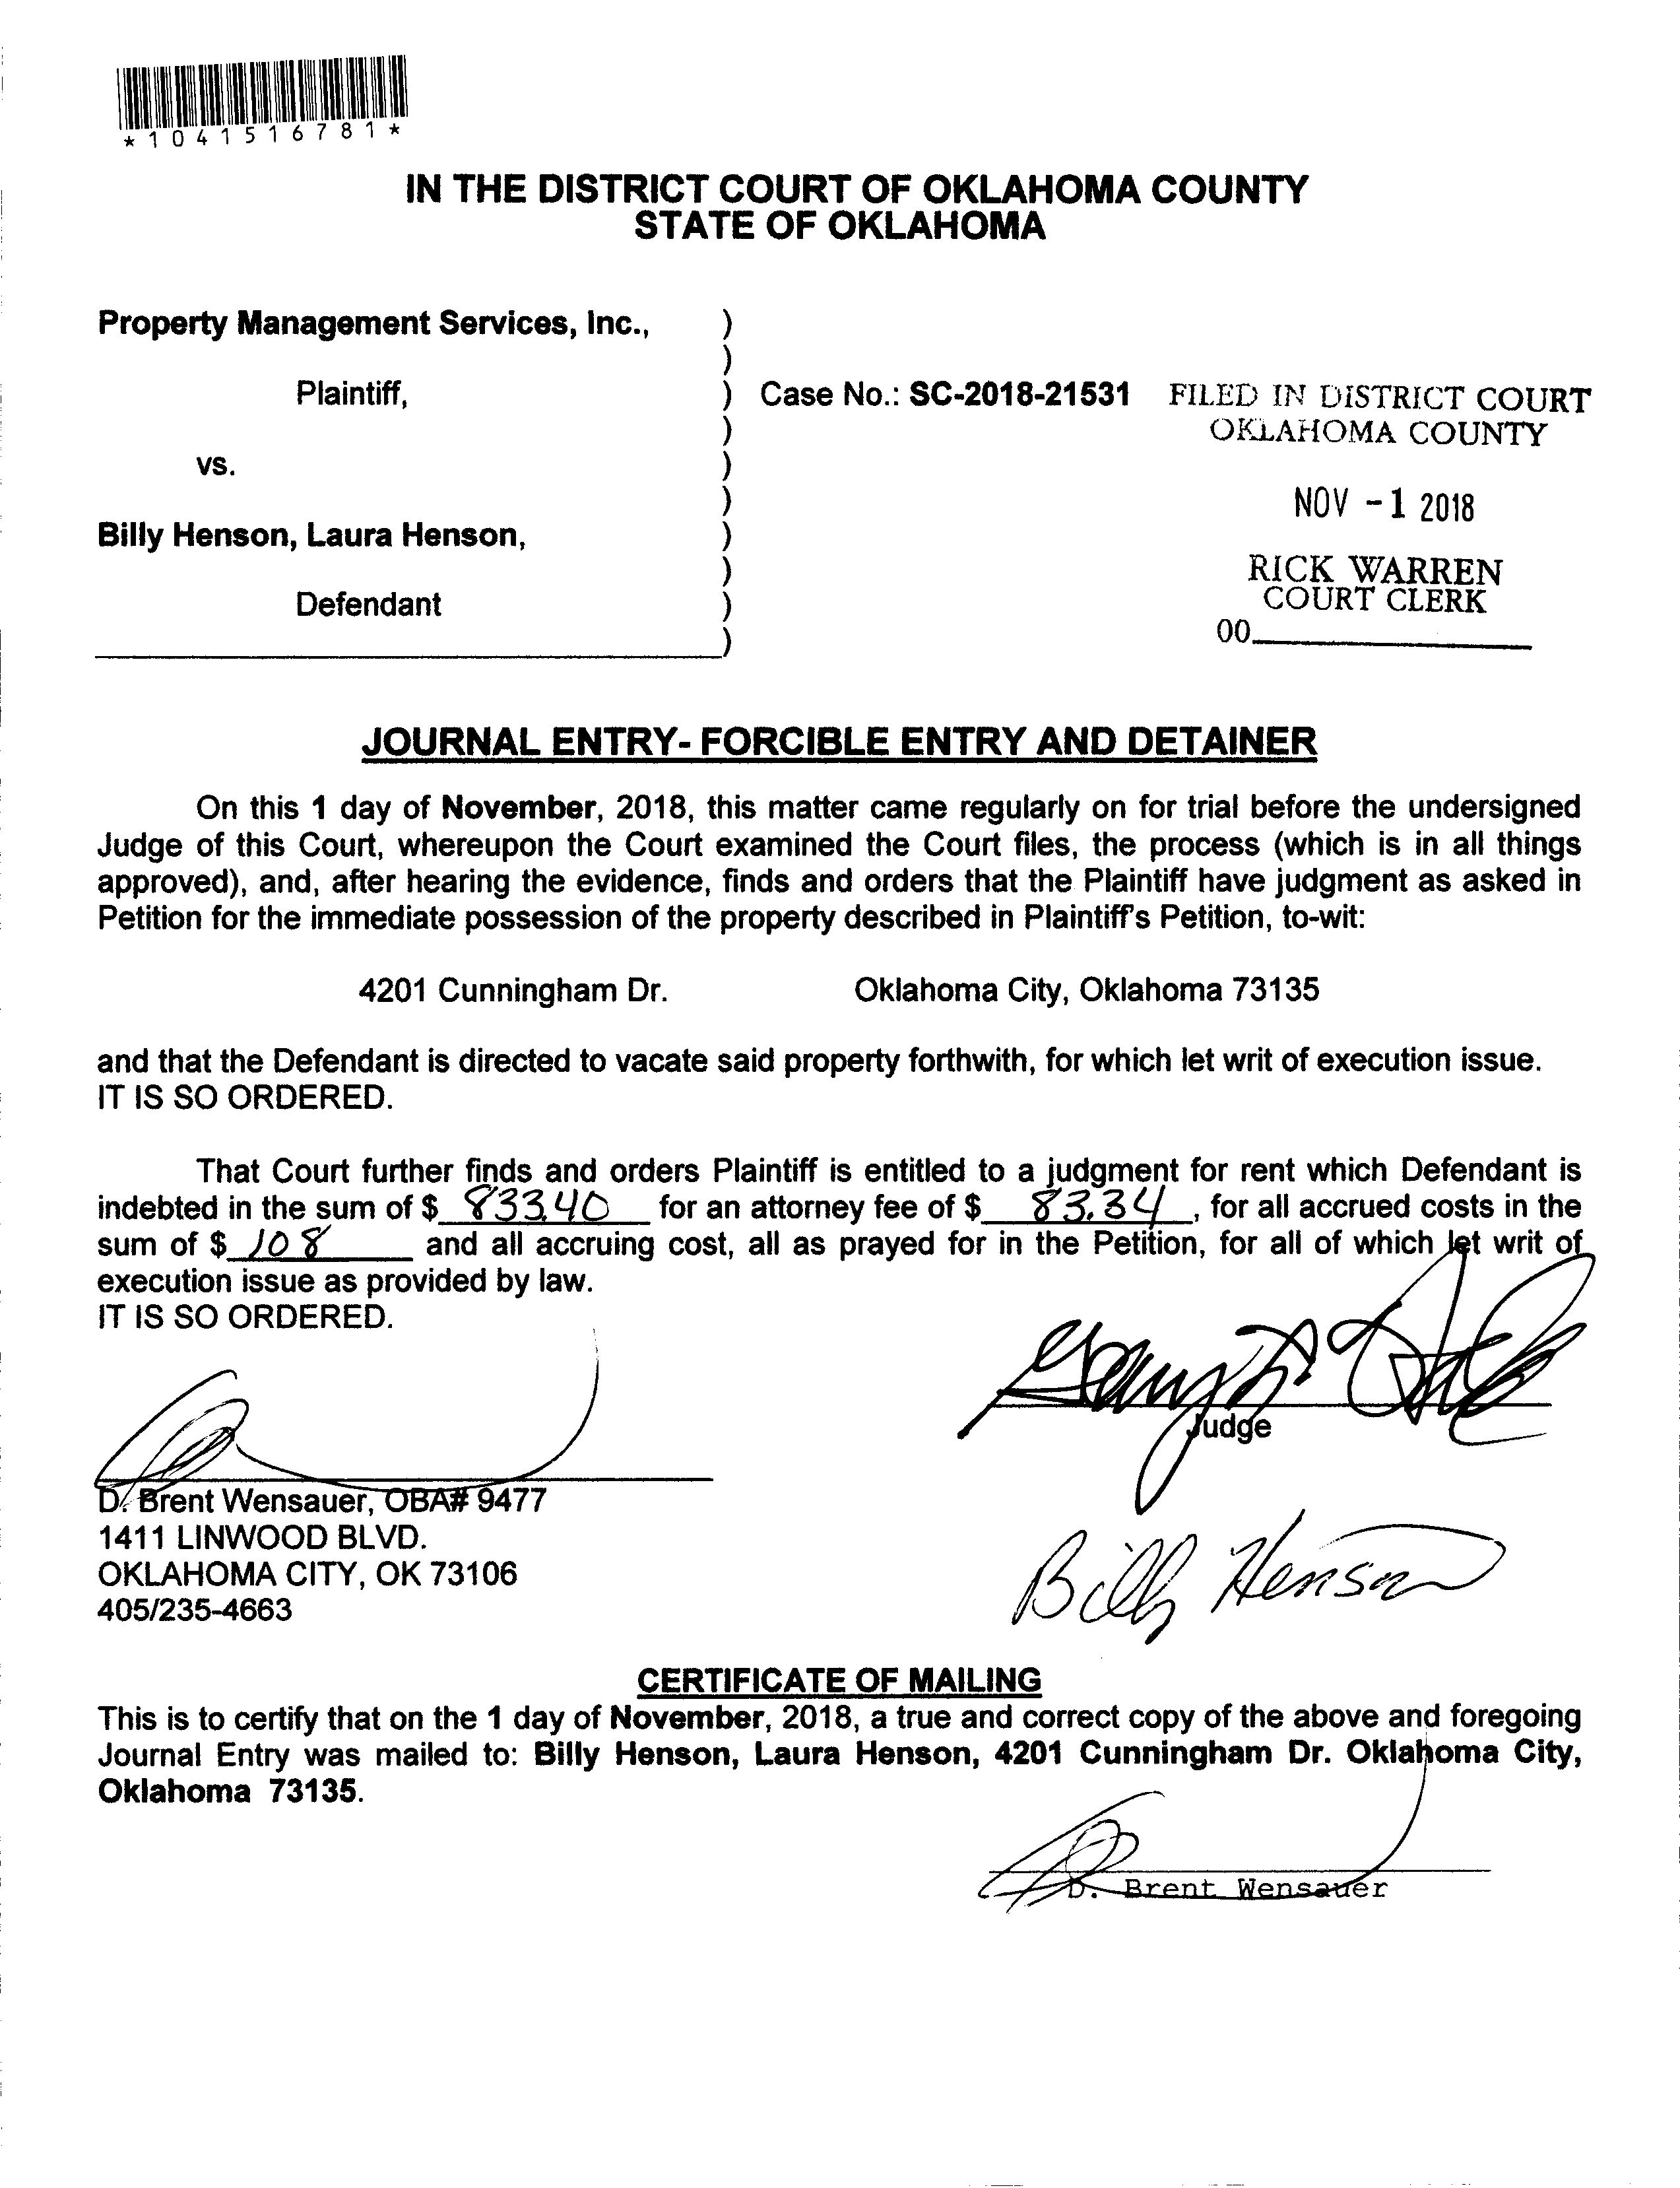 *1041516781*
IN THE DISTRICT COURT OF OKLAHOMA COUNTY
STATE OF OKLAHOMA
Property Management Services, Inc., )
)
Plaintiff, ) Case No.: SC-2018-21531 FILED IN DISTRICT COURT
) OKLAHOMA COUNTY
vs. )
) NOV -1 2018
Billy Henson, Laura Henson, )
) RICK WARREN
Defendant ) COURT CLERK
) 00
JOURNAL ENTRY- FORCIBLE ENTRY AND DETAINER
On this 1 day of November, 2018, this matter came regularly on for trial before the undersigned
Judge of this Court, whereupon the Court examined the Court files, the process (which is in all things
approved), and, after hearing the evidence, finds and orders that the Plaintiff have judgment as asked in
Petition for the immediate possession of the property described in Plaintiff's Petition, to-wit:
4201 Cunningham Dr. Oklahoma City, Oklahoma 73135
and that the Defendant is directed to vacate said property forthwith, for which let writ of execution issue.
IT IS SO ORDERED.
That Court further finds and orders Plaintiff is entitled to a judgment for rent which Defendant is
indebted in the sum of $ 833.40 for an attorney fee of $ 83.34, for all accrued costs in the
sum of $ 108 and all accruing cost, all as prayed for in the Petition, for all of which let writ of
execution issue as provided by law.
IT IS SO ORDERED.
Judge
D. Brent Wensauer, OBA# 9477
1411 LINWOOD BLVD.
OKLAHOMA CITY, OK 73106
405/235-4663
Billy Henson
CERTIFICATE OF MAILING
This is to certify that on the 1 day of November, 2018, a true and correct copy of the above and foregoing
Journal Entry was mailed to: Billy Henson, Laura Henson, 4201 Cunningham Dr. Oklahoma City,
Oklahoma 73135.
D. Brent Wensauer